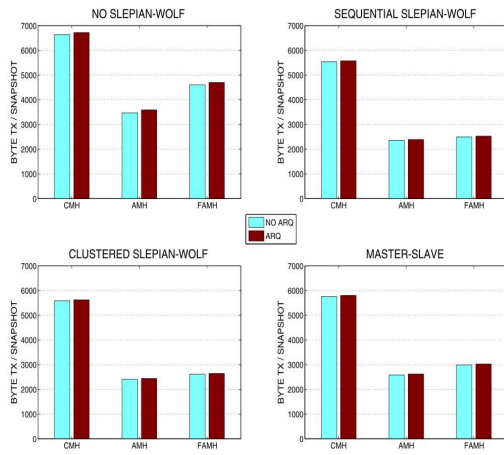 NO SLEPIAN-WOLF
7000
6000
5000
4000
3000
2000
1000
0
BYTE TX / SNAPSHOT
CMH AMH FAMH
SEQUENTIAL SLEPIAN-WOLF
7000
6000
5000
4000
3000
2000
1000
0
BYTE TX / SNAPSHOT
CMH AMH FAMH
NO ARQ
ARQ
CLUSTERED SLEPIAN-WOLF
7000
6000
5000
4000
3000
2000
1000
0
BYTE TX / SNAPSHOT
CMH AMH FAMH
MASTER-SLAVE
7000
6000
5000
4000
3000
2000
1000
0
BYTE TX / SNAPSHOT
CMH AMH FAMH